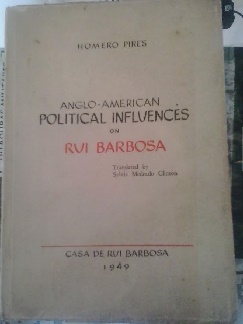 HOMERO PIRES
ANGLO-AMERICAN
POLITICAL INFLUENCES
ON
RUI BARBOSA
Translated by
CASA DE RUI BARBOSA
1949